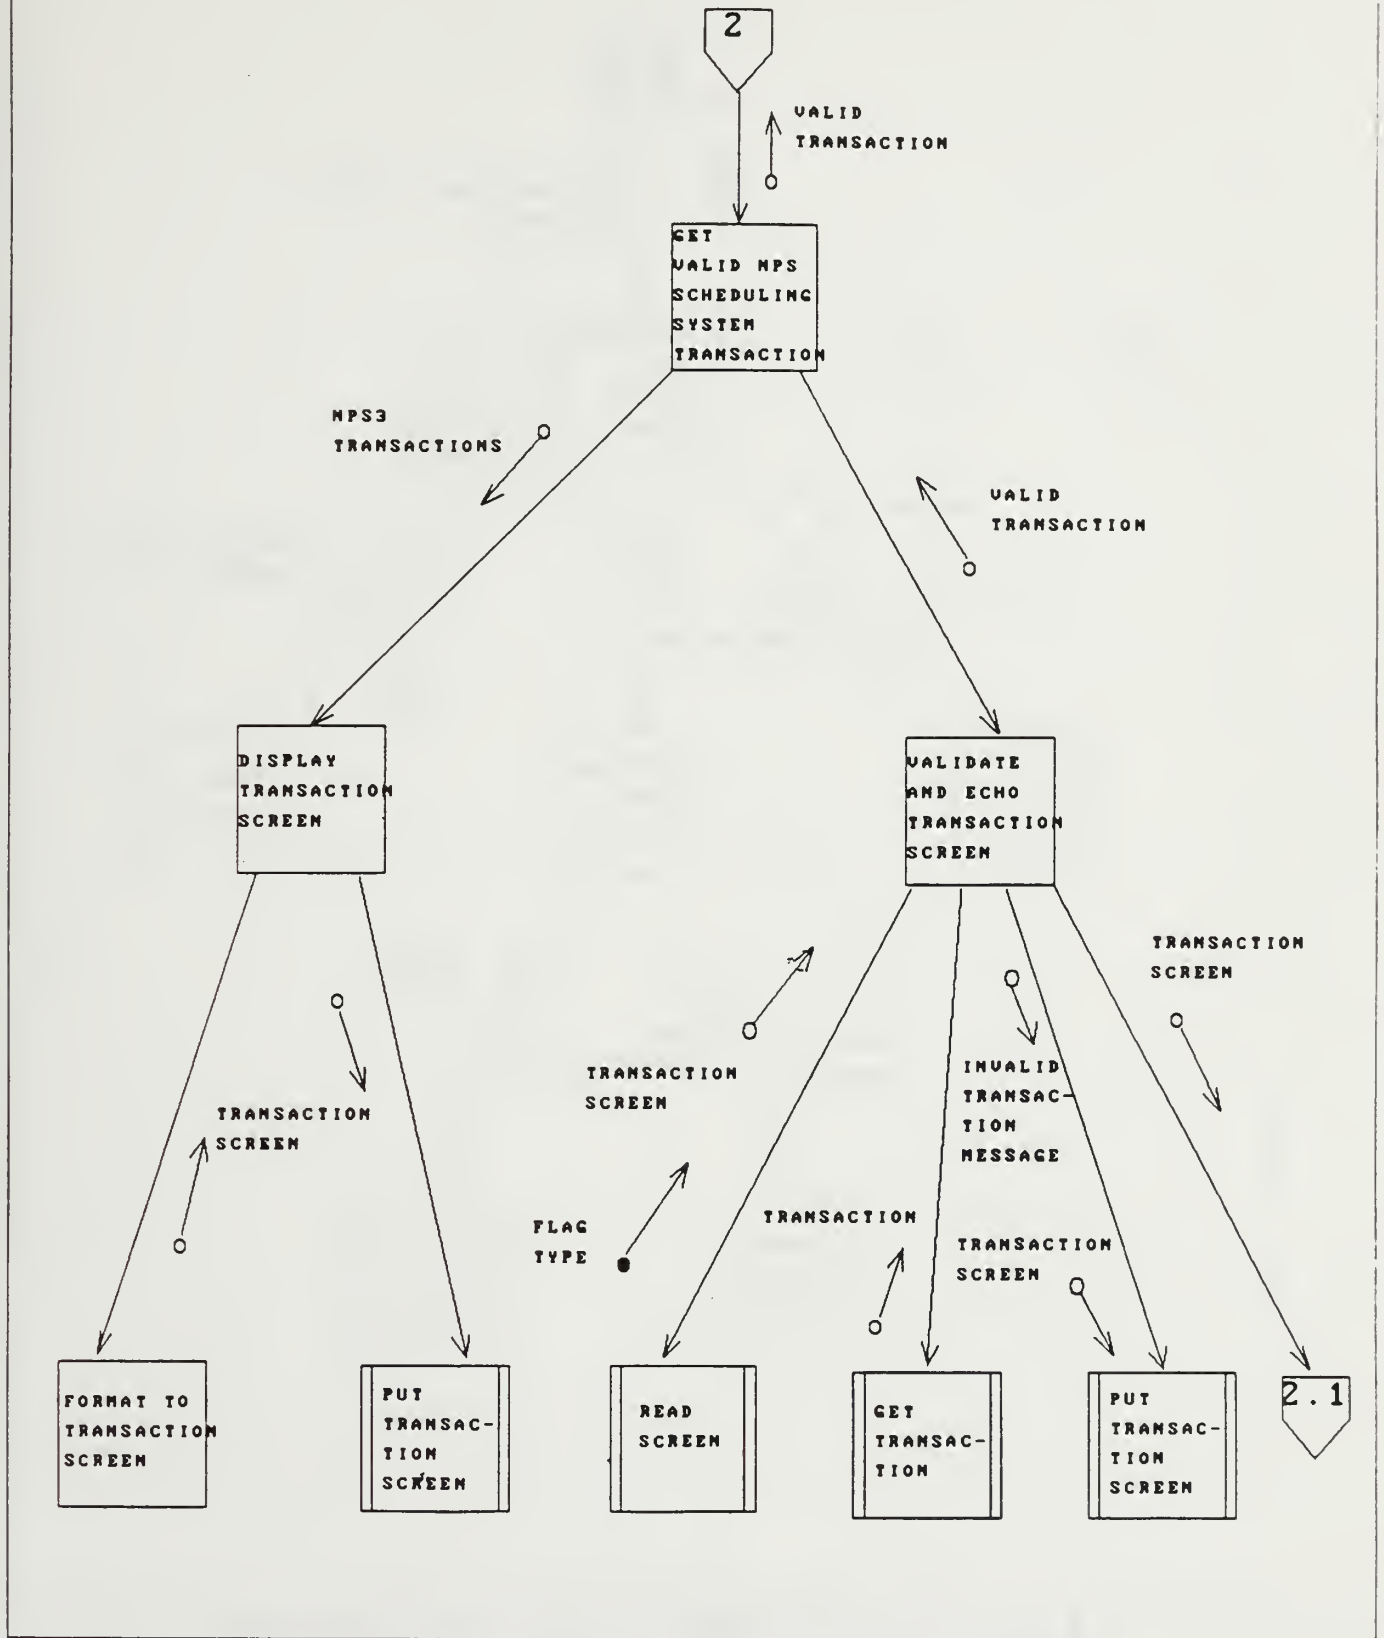 2
VALID
TRANSACTION
GET
VALID NPS
SCHEDULING
SYSTEM
TRANSACTION
NPS3
TRANSACTIONS
VALID
TRANSACTION
DISPLAY
TRANSACTION
SCREEN
VALIDATE
AND ECHO
TRANSACTION
SCREEN
TRANSACTION
SCREEN
TRANSACTION
SCREEN
TRANSACTION
SCREEN
INVALID
TRANSAC-
TION
MESSAGE
FLAG
TYPE
TRANSACTION
TRANSACTION
SCREEN
FORMAT TO
TRANSACTION
SCREEN
PUT
TRANSAC-
TION
SCREEN
READ
SCREEN
GET
TRANSAC-
TION
PUT
TRANSAC-
TION
SCREEN
2.1